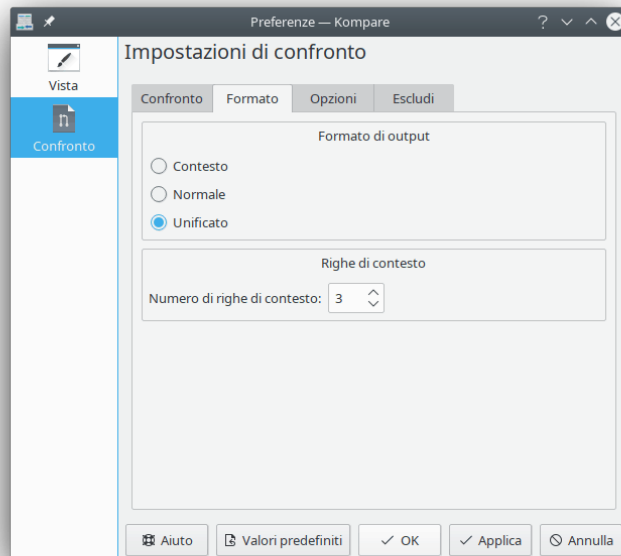 Preferenze — Kompare
Impostazioni di confronto
Vista
Confronto
Confronto Formato Opzioni Escludi
Formato di output
Contesto
Normale
Unificato
Righe di contesto
Numero di righe di contesto: 3
Aiuto Valori predefiniti OK Applica Annulla